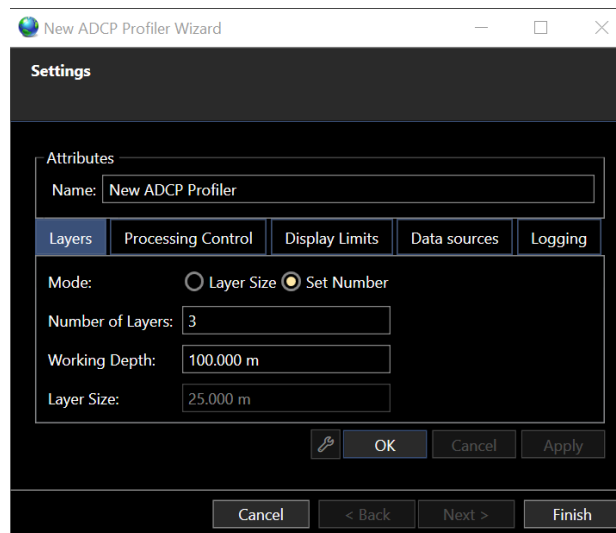 New ADCP Profiler Wizard
Settings
Attributes
Name: New ADCP Profiler
Layers Processing Control Display Limits Data sources Logging
Mode: Layer Size Set Number
Number of Layers: 3
Working Depth: 100.000 m
Layer Size: 25.000 m
OK Cancel Apply
Cancel < Back Next > Finish